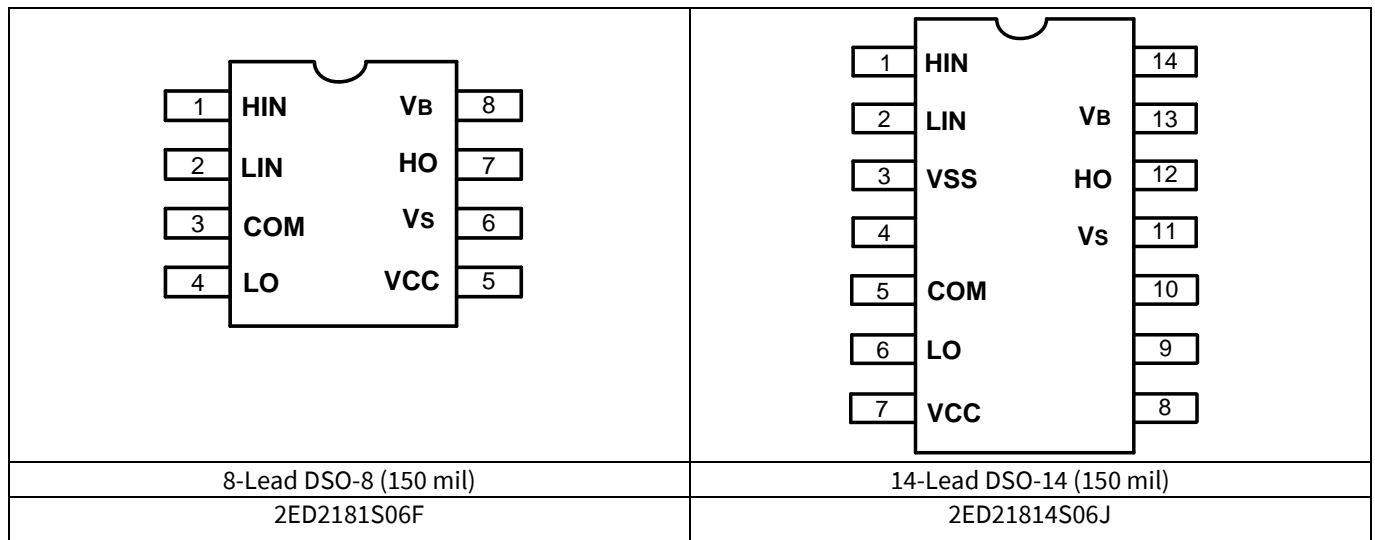 1 HIN VB 8
2 LIN HO 7
3 COM VS 6
4 LO VCC 5
8-Lead DSO-8 (150 mil)
2ED2181S06F
1 HIN 14
2 LIN VB 13
3 VSS HO 12
4 VS 11
5 COM 10
6 LO 9
7 VCC 8
14-Lead DSO-14 (150 mil)
2ED21814S06J